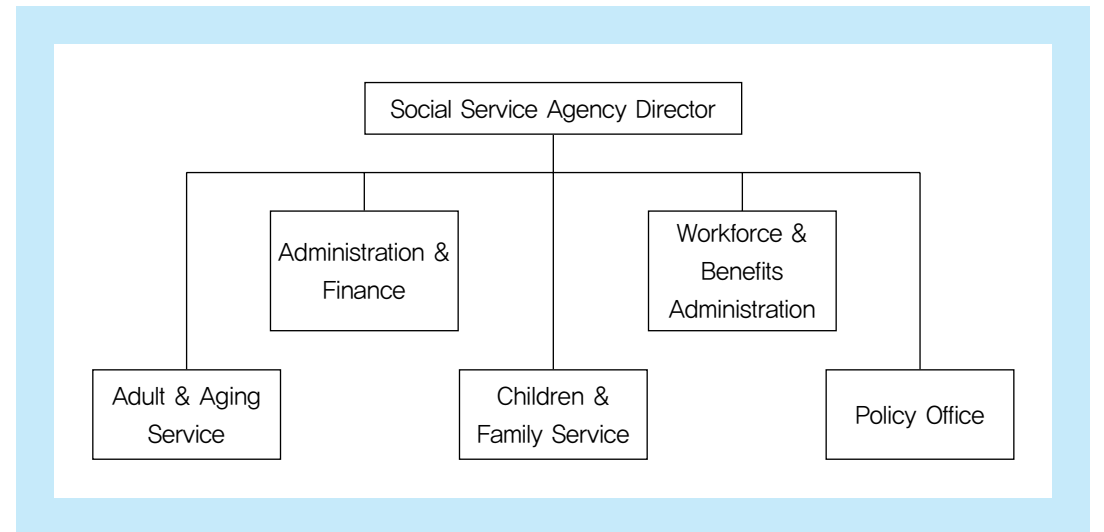 Social Service Agency Director
Administration &
Finance
Workforce &
Benefits
Administration
Adult & Aging
Service
Children &
Family Service
Policy Office